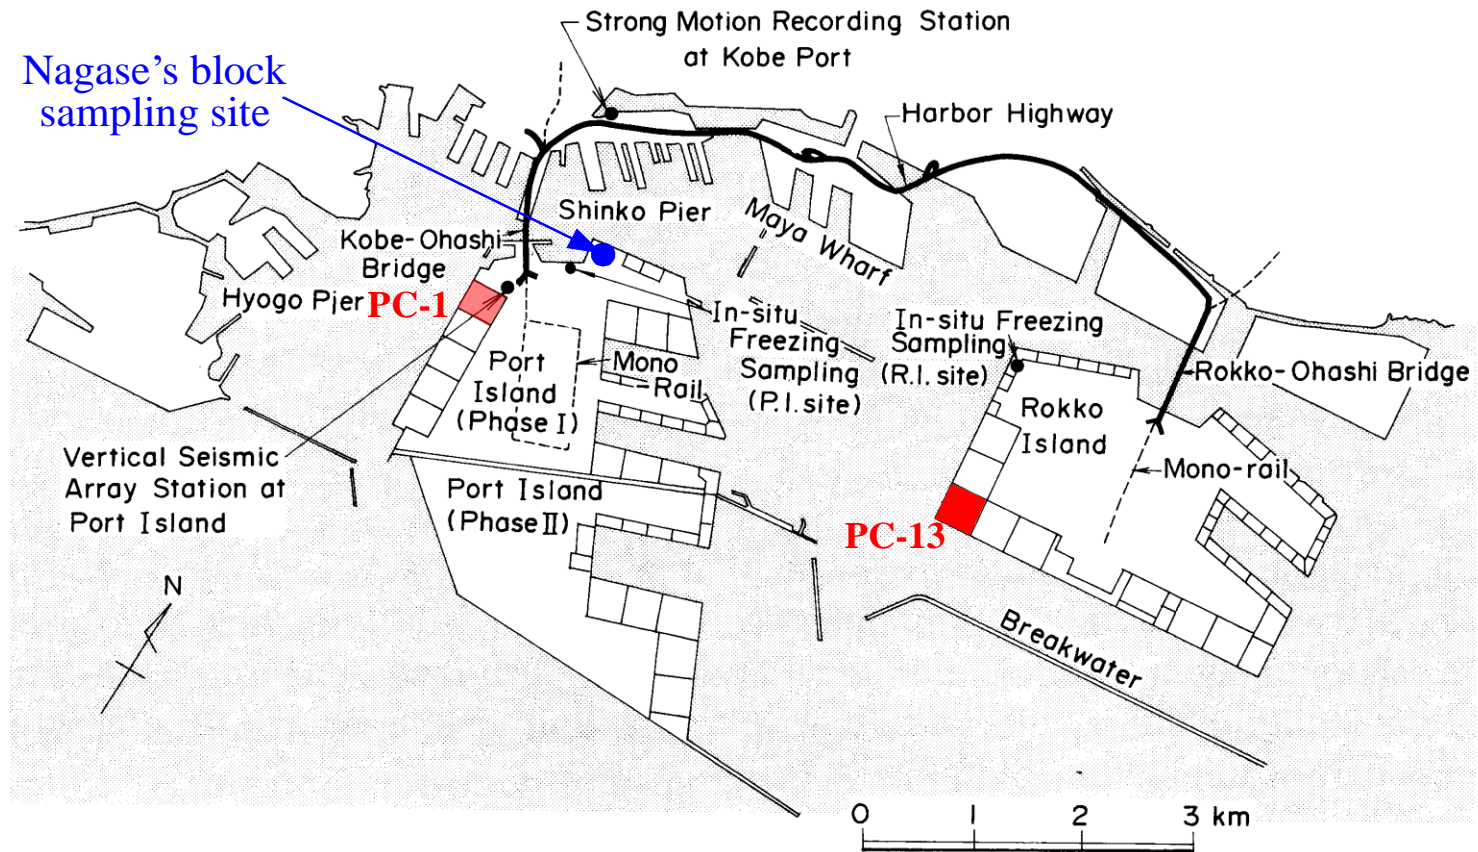 Strong Motion Recording Station
at Kobe Port
Nagase’s block
sampling site
Harbor Highway
Shinko Pier
Maya Wharf
Kobe-Ohashi
Bridge
Hyogo Pier
PC-1
In-situ
Freezing
Sampling
(P.I. site)
In-situ Freezing
Sampling
(R.I. site)
Port
Island
(Phase I)
Mono
-Rail
Rokko-Ohashi Bridge
Rokko
Island
Mono-rail
Vertical Seismic
Array Station at
Port Island
Port Island
(Phase II)
PC-13
N
Breakwater
0 1 2 3 km